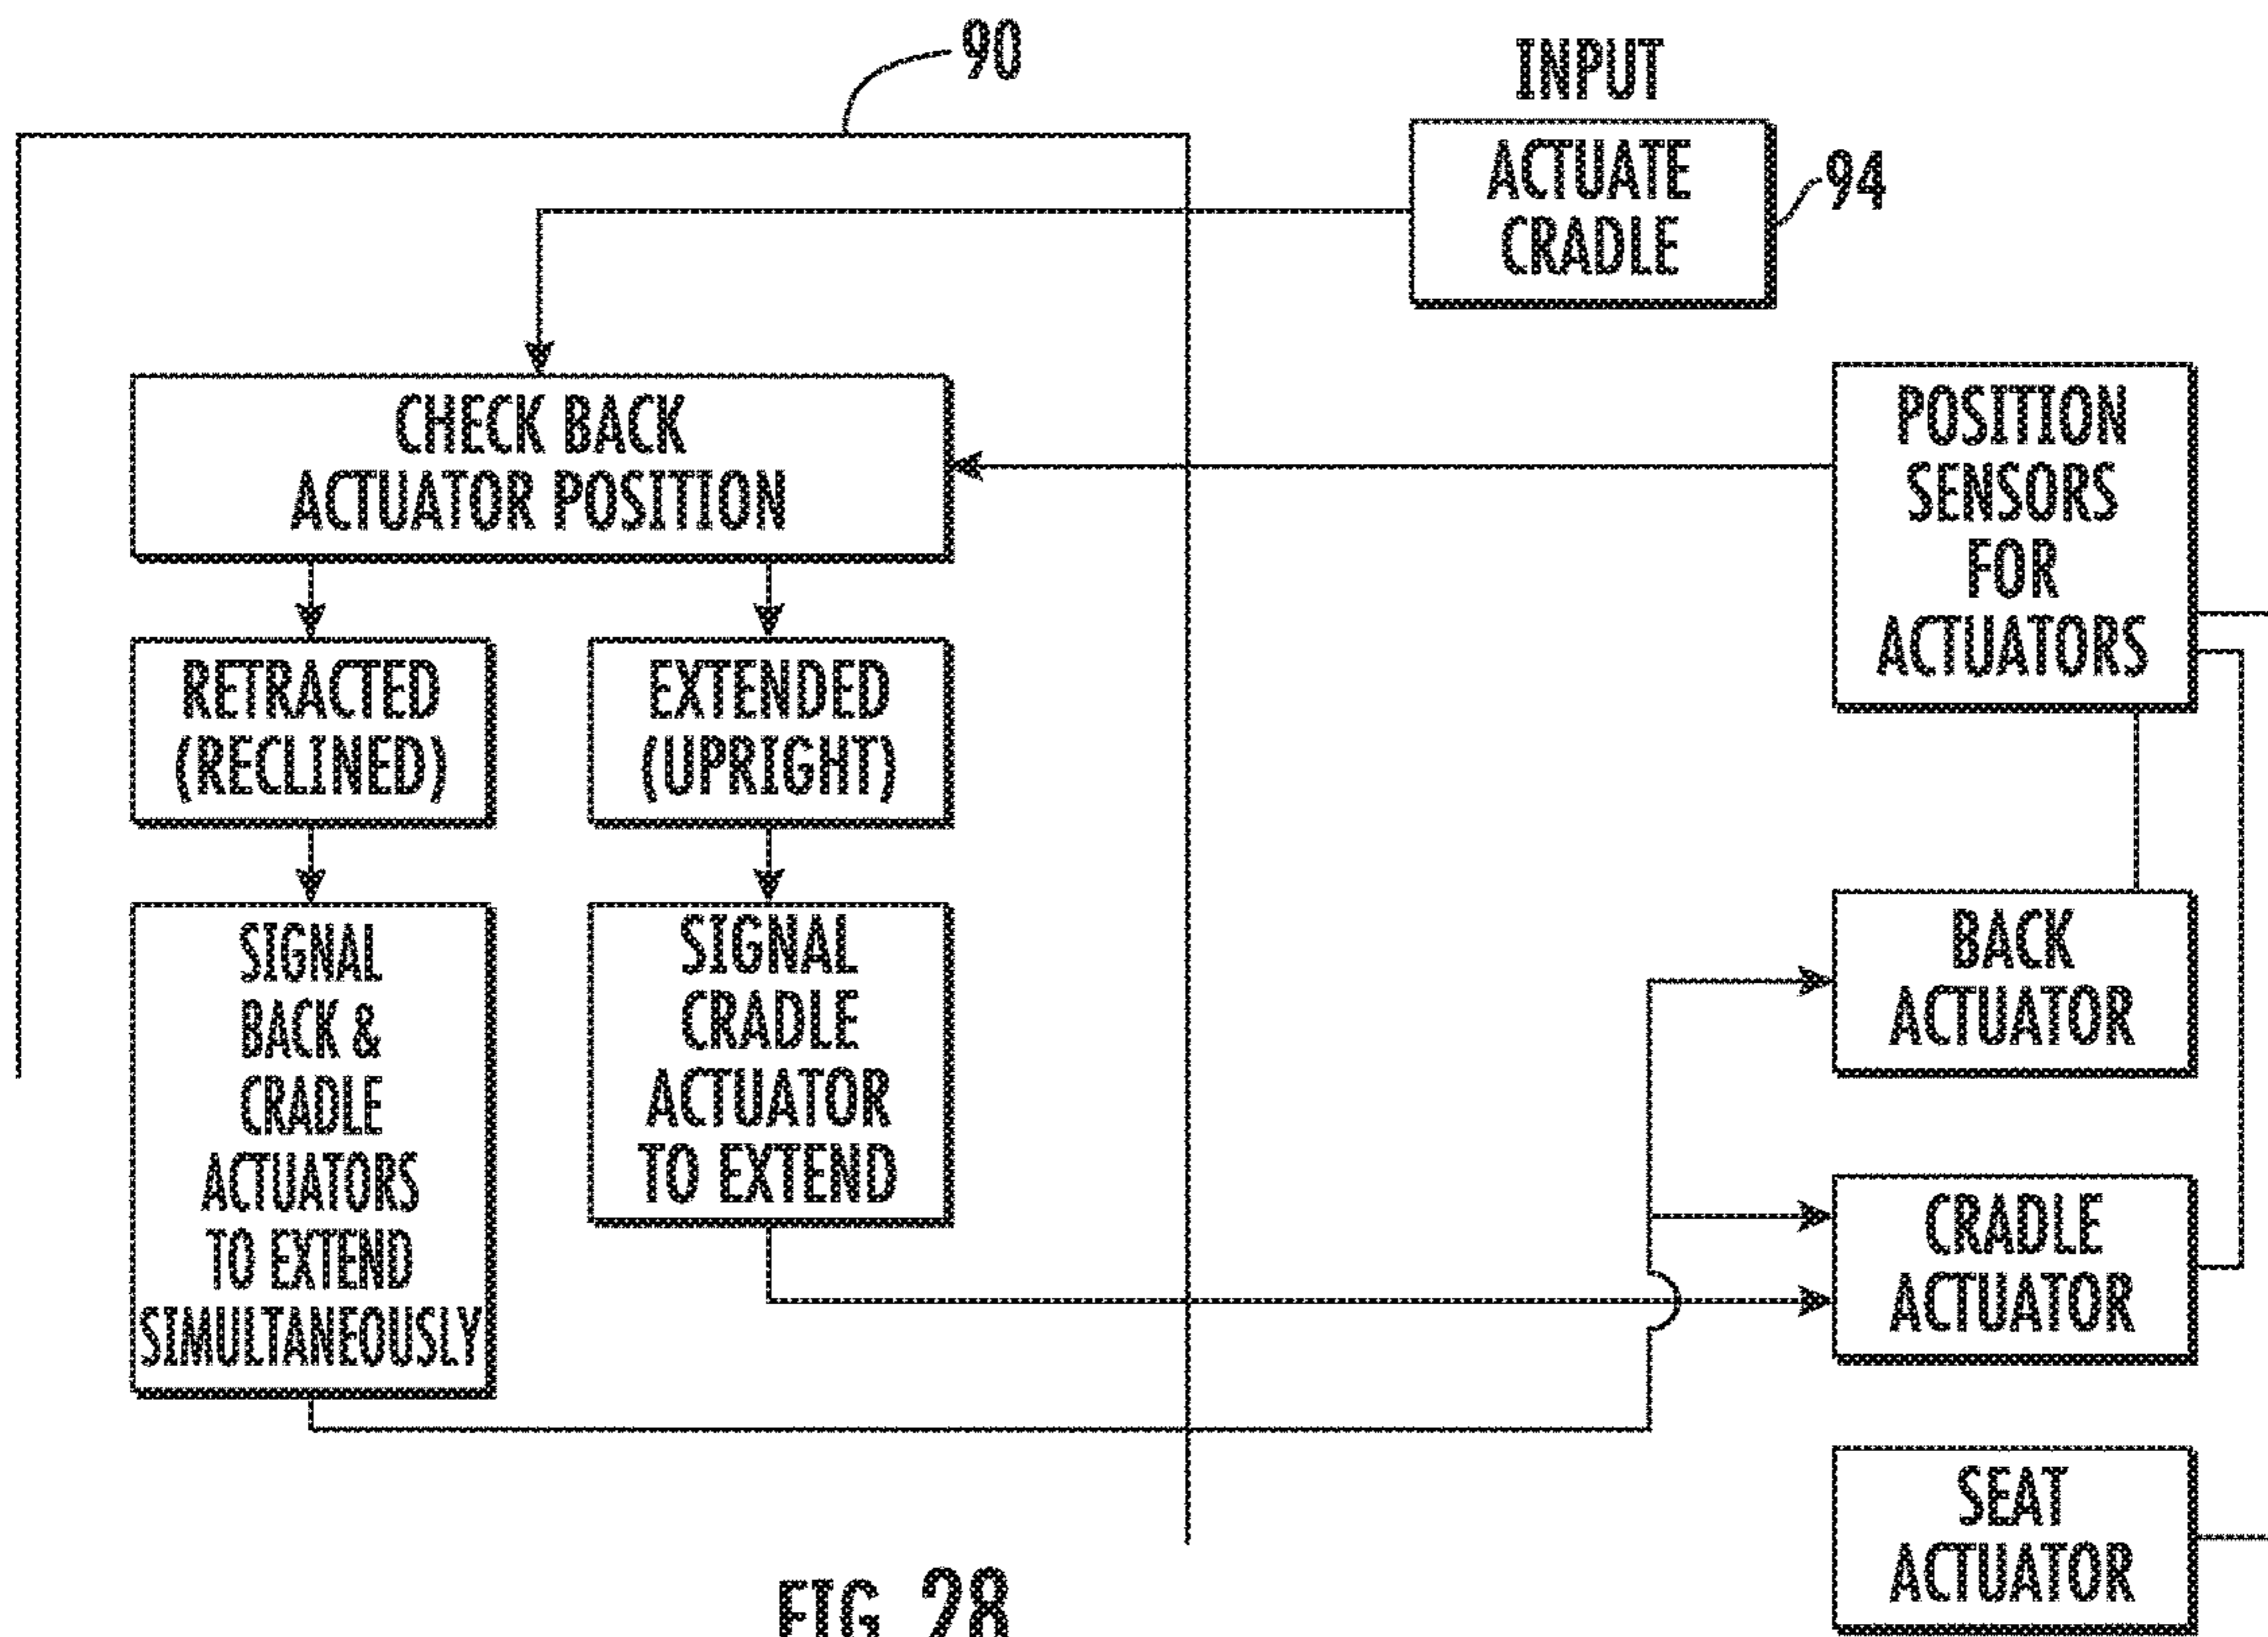 90
INPUT
ACTUATE
CRADLE
94
CHECK BACK
ACTUATOR POSITION
POSITION
SENSORS
FOR
ACTUATORS
RETRACTED
(RECLINED)
EXTENDED
(UPRIGHT)
SIGNAL
BACK &
CRADLE
ACTUATORS
TO EXTEND
SIMULTANEOUSLY
SIGNAL
CRADLE
ACTUATOR
TO EXTEND
BACK
ACTUATOR
CRADLE
ACTUATOR
SEAT
ACTUATOR
FIG. 28